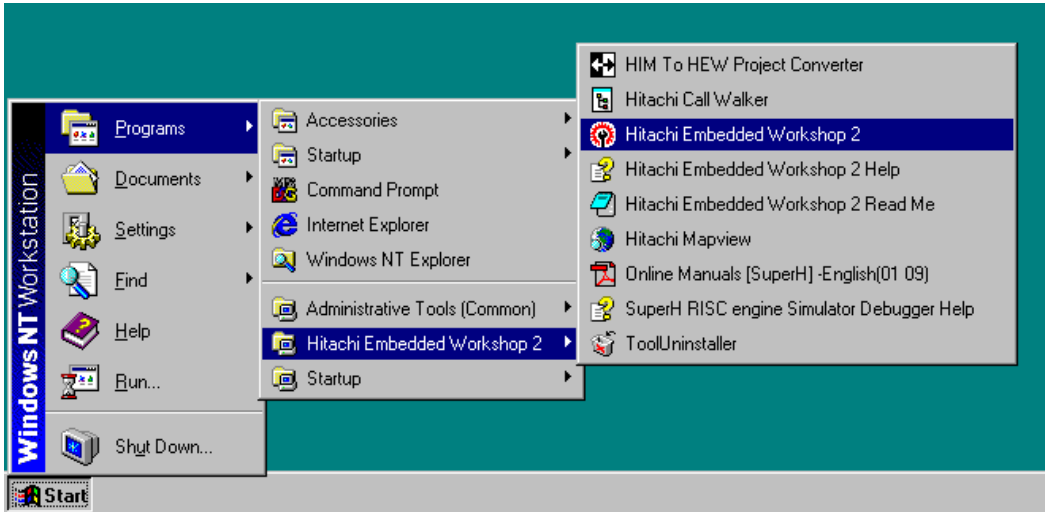 Windows NT Workstation
Programs
Documents
Settings
Find
Help
Run...
Shut Down...
Start
Accessories
Startup
Command Prompt
Internet Explorer
Windows NT Explorer
Administrative Tools (Common)
Hitachi Embedded Workshop 2
Startup
HIM To HEW Project Converter
Hitachi Call Walker
Hitachi Embedded Workshop 2
Hitachi Embedded Workshop 2 Help
Hitachi Embedded Workshop 2 Read Me
Hitachi Mapview
Online Manuals [SuperH] -English(01 09)
SuperH RISC engine Simulator Debugger Help
ToolUninstaller